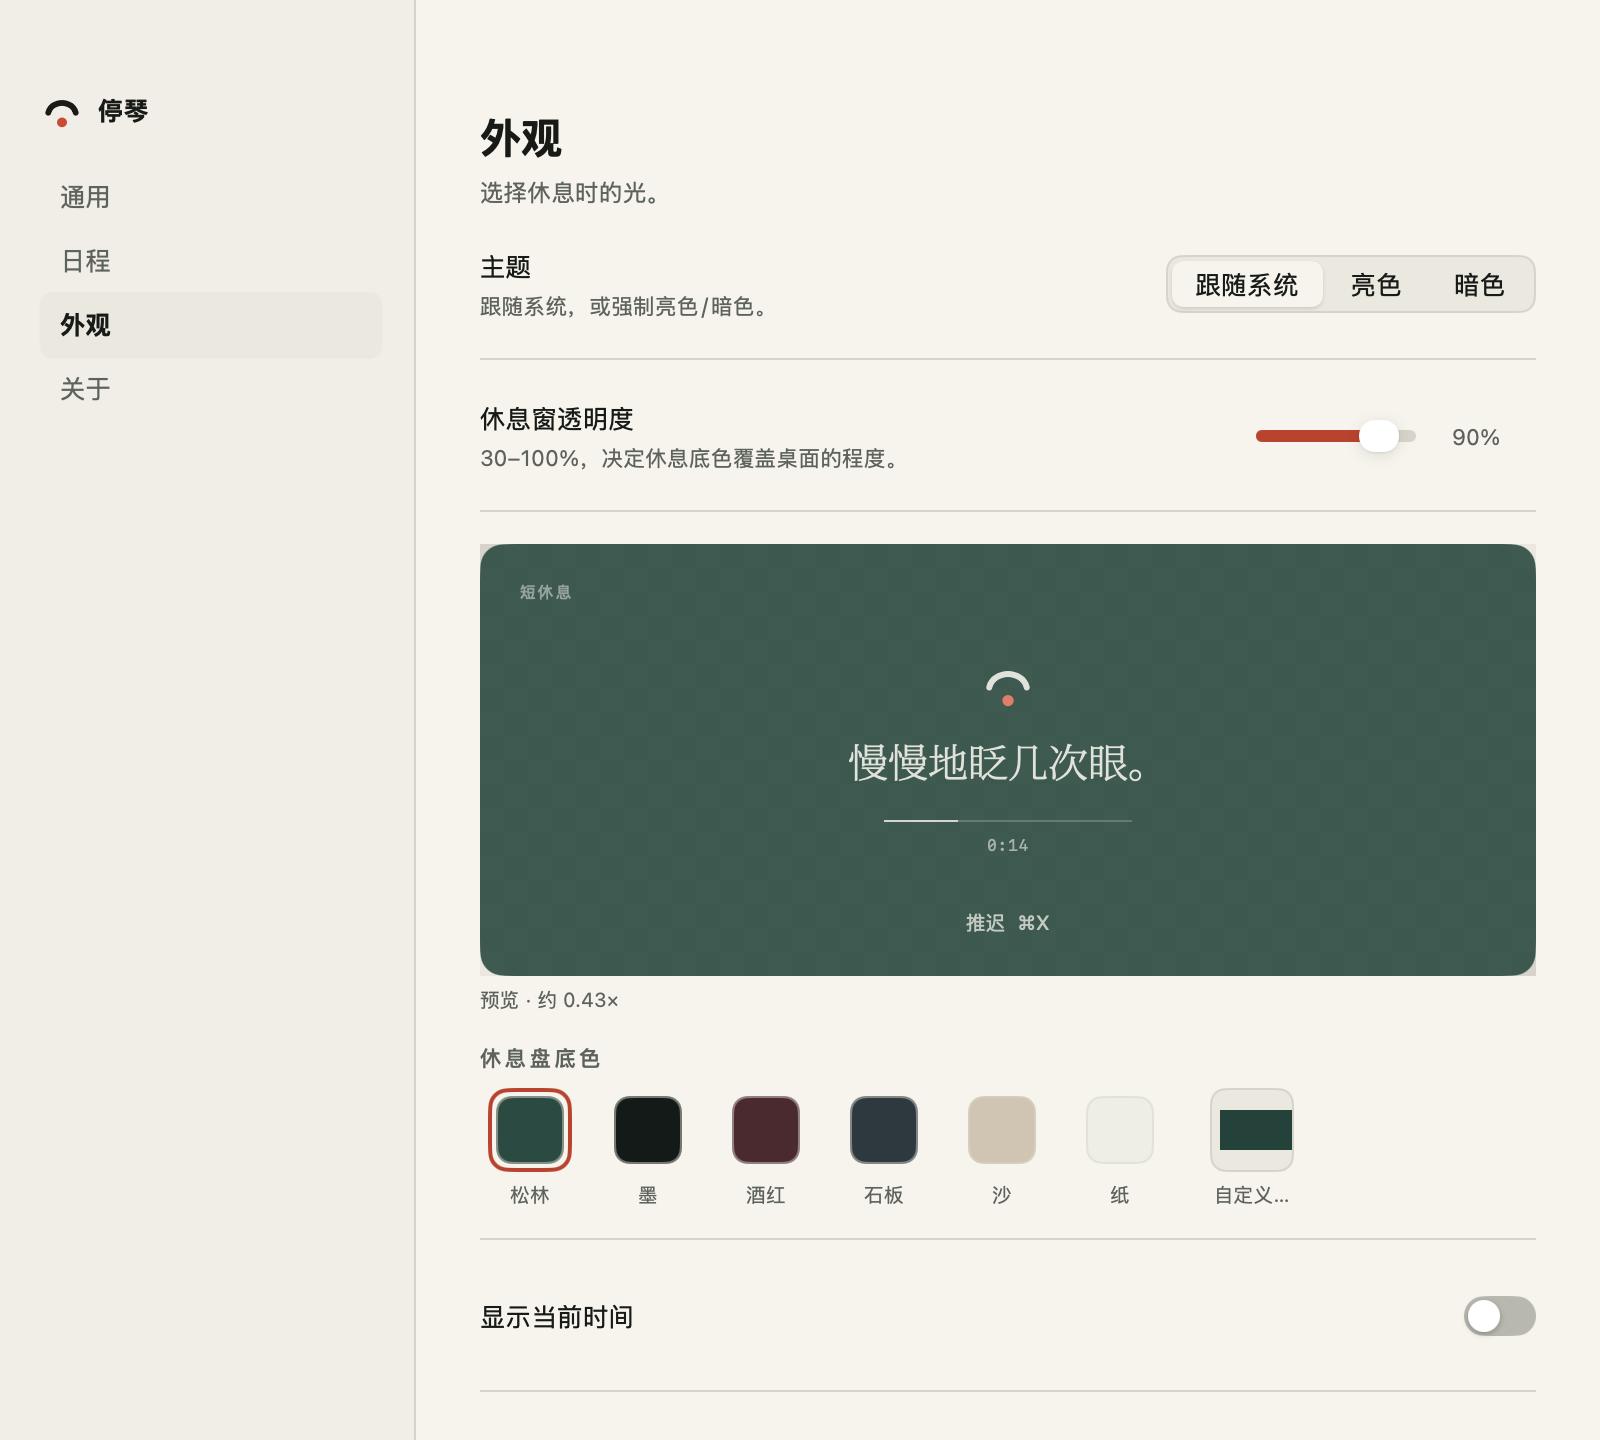 停琴
通用
日程
外观
关于
外观
选择休息时的光。
主题
跟随系统，或强制亮色/暗色。
跟随系统 亮色 暗色
休息窗透明度
30–100%，决定休息底色覆盖桌面的程度。
90%
短休息
慢慢地眨几次眼。
0:14
推迟 ⌘X
预览 · 约 0.43×
休息盘底色
松林 墨 酒红 石板 沙 纸 自定义...
显示当前时间